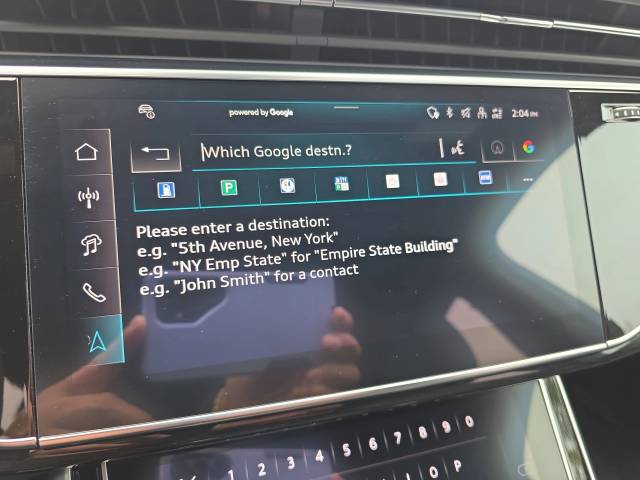 powered by Google
2:04 PM
Which Google destn.?
Please enter a destination:
e.g. "5th Avenue, New York"
e.g. "NY Emp State" for "Empire State Building"
e.g. "John Smith" for a contact
1 2 3 4 5 6 7 8 9 0
O P